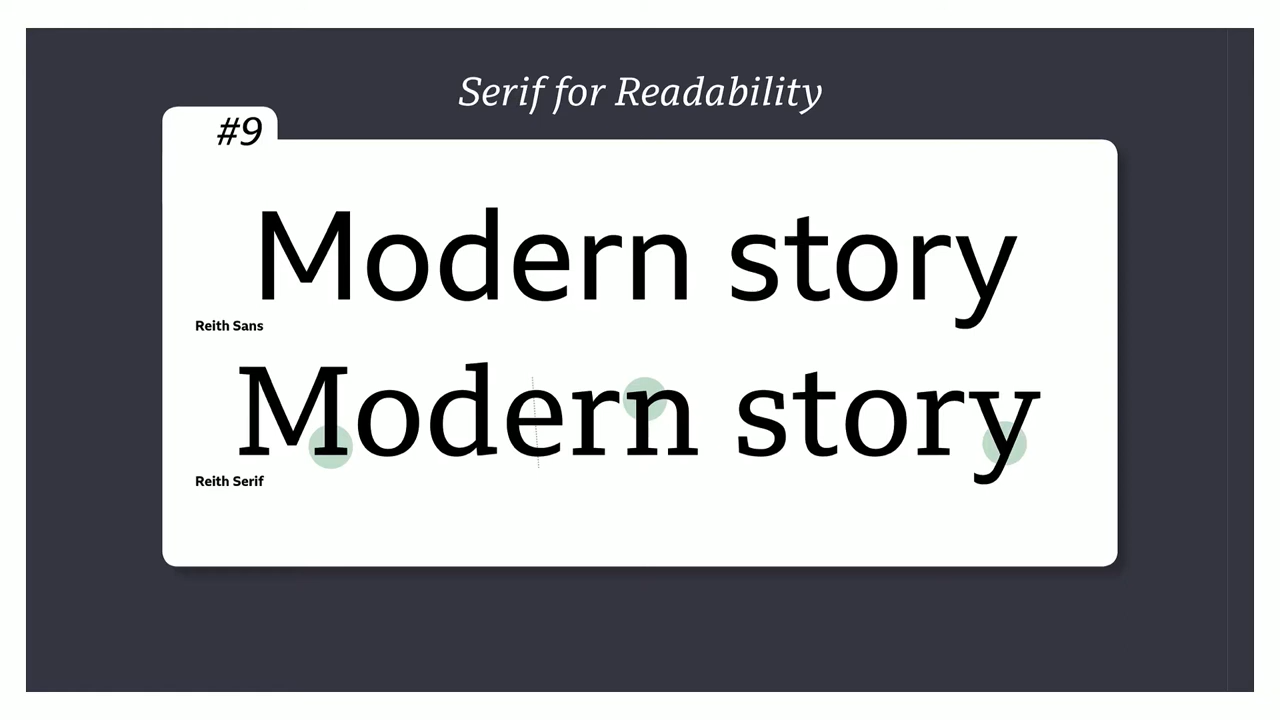 Serif for Readability
#9
Modern story
Reith Sans
Modern story
Reith Serif